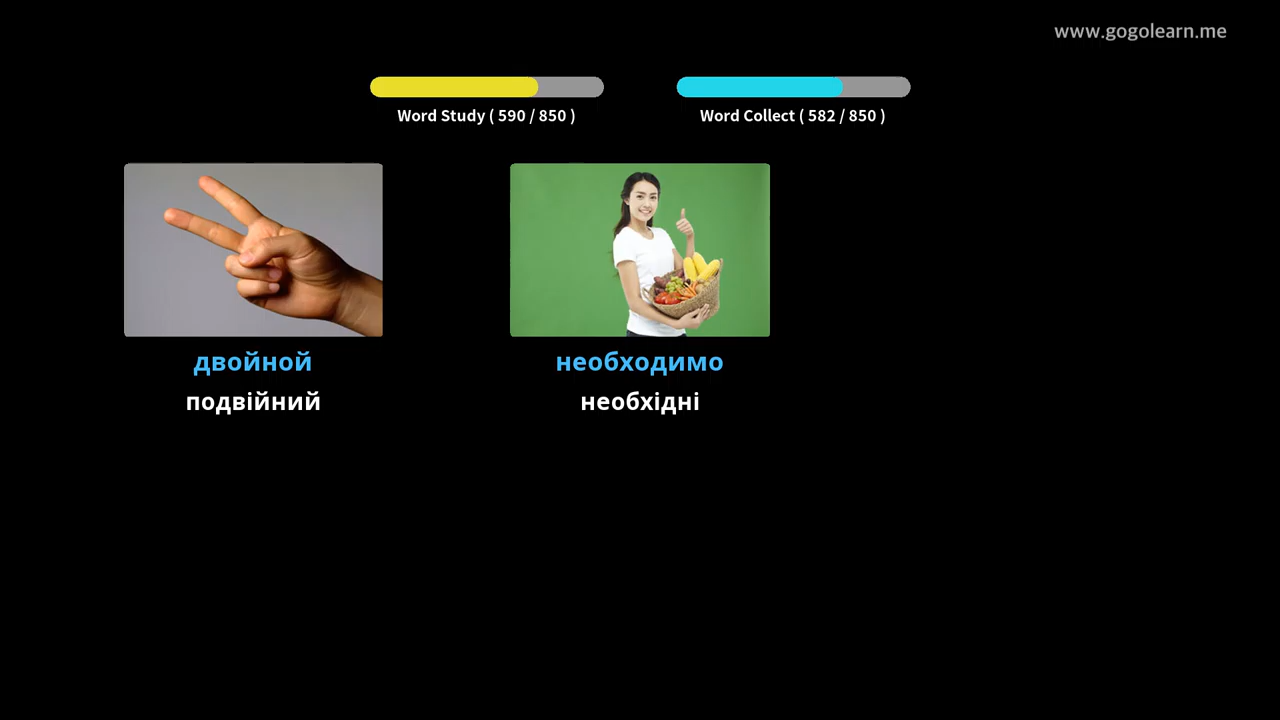 www.gogolearn.me
Word Study ( 590 / 850 )
Word Collect ( 582 / 850 )
двойной
подвійний
необходимо
необхідні